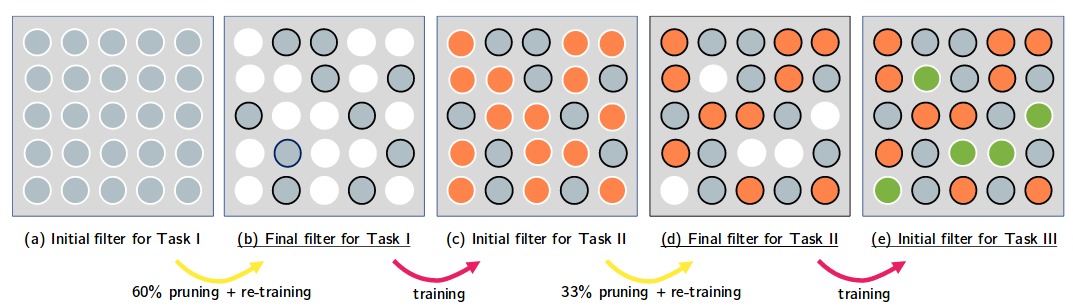 (a) Initial filter for Task I
(b) Final filter for Task I
(c) Initial filter for Task II
(d) Final filter for Task II
(e) Initial filter for Task III
60% pruning + re-training
training
33% pruning + re-training
training